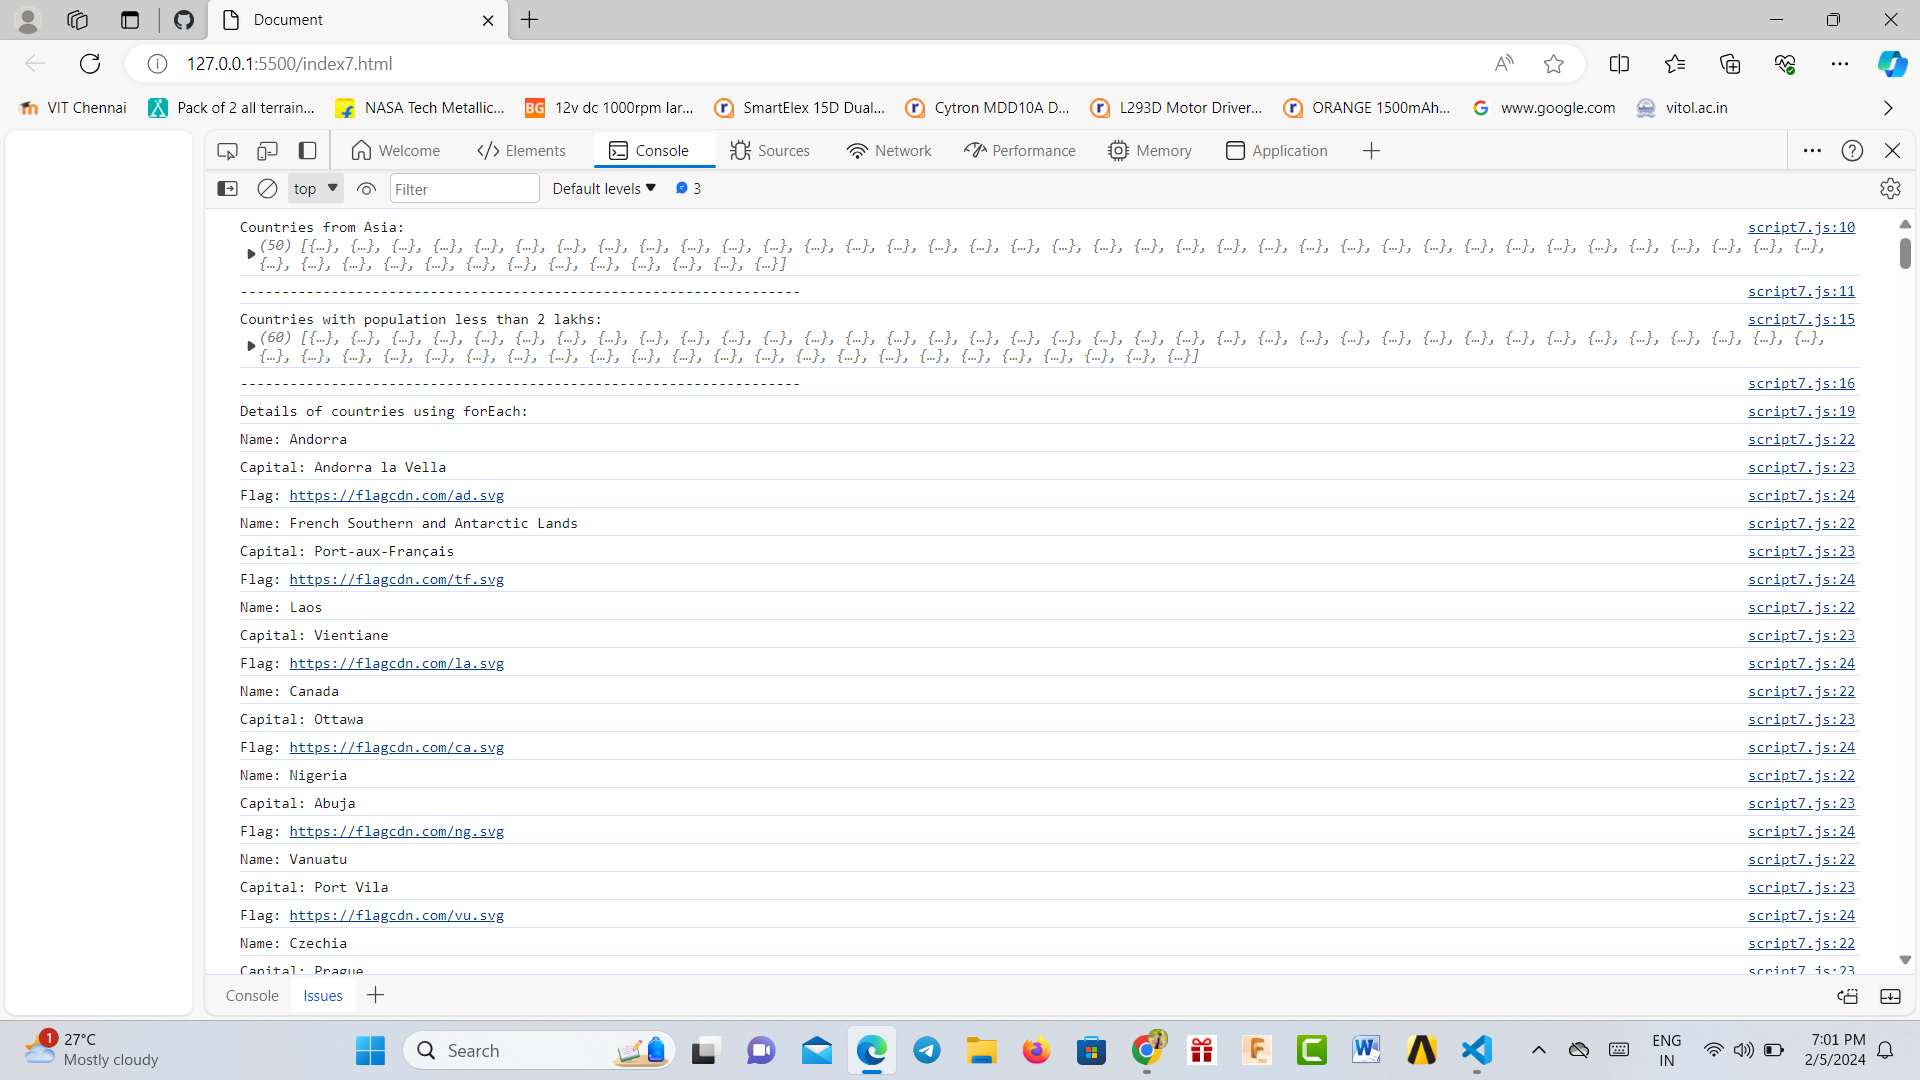 Document
127.0.0.1:5500/index7.html
VIT Chennai Pack of 2 all terrain... NASA Tech Metallic... 12v dc 1000rpm lar... SmartElex 15D Dual... Cytron MDD10A D... L293D Motor Driver... ORANGE 1500mAh... www.google.com vitol.ac.in
Welcome Elements Console Sources Network Performance Memory Application
top Filter Default levels 3
Countries from Asia: script7.js:10
(50) [{…}, {…}, {…}, {…}, {…}, {…}, {…}, {…}, {…}, {…}, {…}, {…}, {…}, {…}, {…}, {…}, {…}, {…}, {…}, {…}, {…}, {…}, {…}, {…}, {…}, {…}, {…}, {…}, {…}, {…}, {…}, {…}, {…}, {…}, {…}, {…}, {…},
{…}, {…}, {…}, {…}, {…}, {…}, {…}, {…}, {…}, {…}, {…}, {…}, {…}]
-------------------------------------------------------------------- script7.js:11
Countries with population less than 2 lakhs: script7.js:15
(60) [{…}, {…}, {…}, {…}, {…}, {…}, {…}, {…}, {…}, {…}, {…}, {…}, {…}, {…}, {…}, {…}, {…}, {…}, {…}, {…}, {…}, {…}, {…}, {…}, {…}, {…}, {…}, {…}, {…}, {…}, {…}, {…}, {…}, {…}, {…}, {…}, {…},
{…}, {…}, {…}, {…}, {…}, {…}, {…}, {…}, {…}, {…}, {…}, {…}, {…}, {…}, {…}, {…}, {…}, {…}, {…}, {…}, {…}, {…}, {…}]
-------------------------------------------------------------------- script7.js:16
Details of countries using forEach: script7.js:19
Name: Andorra script7.js:22
Capital: Andorra la Vella script7.js:23
Flag: https://flagcdn.com/ad.svg script7.js:24
Name: French Southern and Antarctic Lands script7.js:22
Capital: Port-aux-Français script7.js:23
Flag: https://flagcdn.com/tf.svg script7.js:24
Name: Laos script7.js:22
Capital: Vientiane script7.js:23
Flag: https://flagcdn.com/la.svg script7.js:24
Name: Canada script7.js:22
Capital: Ottawa script7.js:23
Flag: https://flagcdn.com/ca.svg script7.js:24
Name: Nigeria script7.js:22
Capital: Abuja script7.js:23
Flag: https://flagcdn.com/ng.svg script7.js:24
Name: Vanuatu script7.js:22
Capital: Port Vila script7.js:23
Flag: https://flagcdn.com/vu.svg script7.js:24
Name: Czechia script7.js:22
Capital: Prague script7.js:23
Console Issues
1 27°C
Mostly cloudy
Search
ENG
IN
7:01 PM
2/5/2024